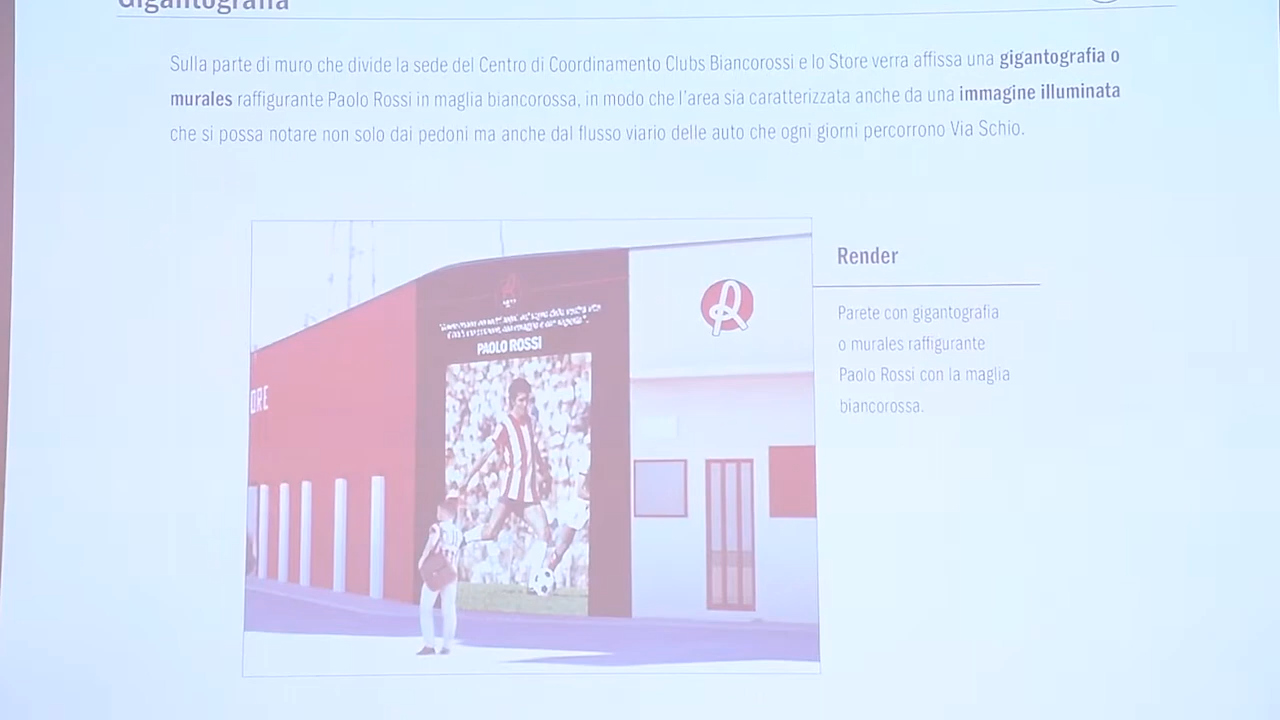 Gigantografia
Sulla parte di muro che divide la sede del Centro di Coordinamento Clubs Biancorossi e lo Store verra affissa una gigantografia o
murales raffigurante Paolo Rossi in maglia biancorossa, in modo che l'area sia caratterizzata anche da una immagine illuminata
che si possa notare non solo dai pedoni ma anche dal flusso viario delle auto che ogni giorni percorrono Via Schio.
Render
Parete con gigantografia
o murales raffigurante
Paolo Rossi con la maglia
biancorossa.
ORE
PAOLO ROSSI
R